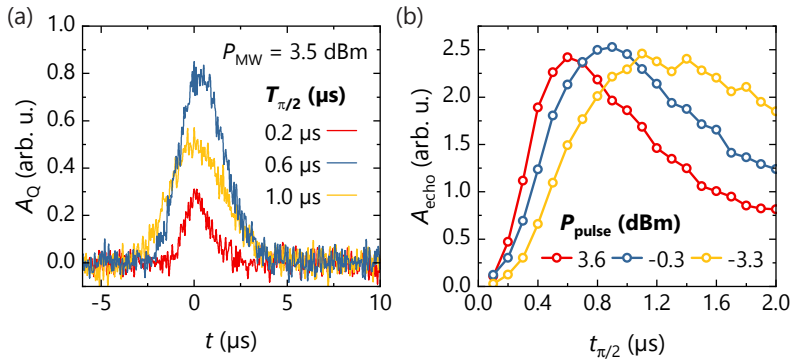 (a)
P_MW = 3.5 dBm
T_π/2 (µs)
0.2 µs
0.6 µs
1.0 µs
A_Q (arb. u.)
0.0
0.2
0.4
0.6
0.8
1.0
-5
0
5
10
t (µs)
(b)
A_echo (arb. u.)
0.0
0.5
1.0
1.5
2.0
2.5
P_pulse (dBm)
3.6 -0.3 -3.3
0.0 0.4 0.8 1.2 1.6 2.0
t_π/2 (µs)